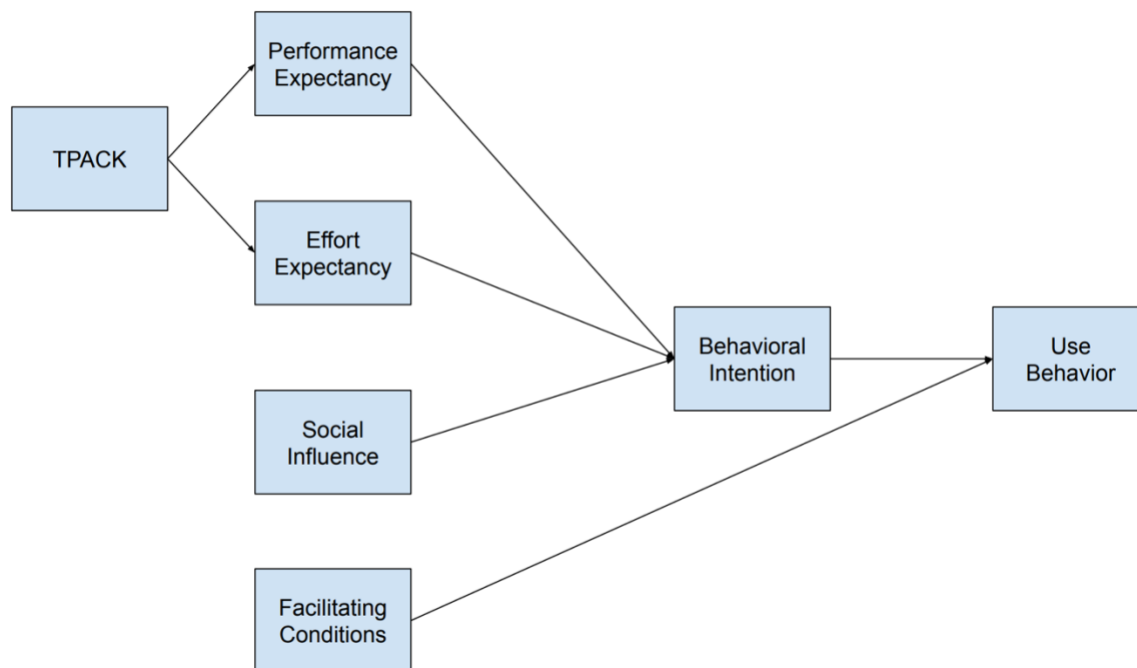 Performance
Expectancy
TPACK
Effort
Expectancy
Social
Influence
Facilitating
Conditions
Behavioral
Intention
Use
Behavior